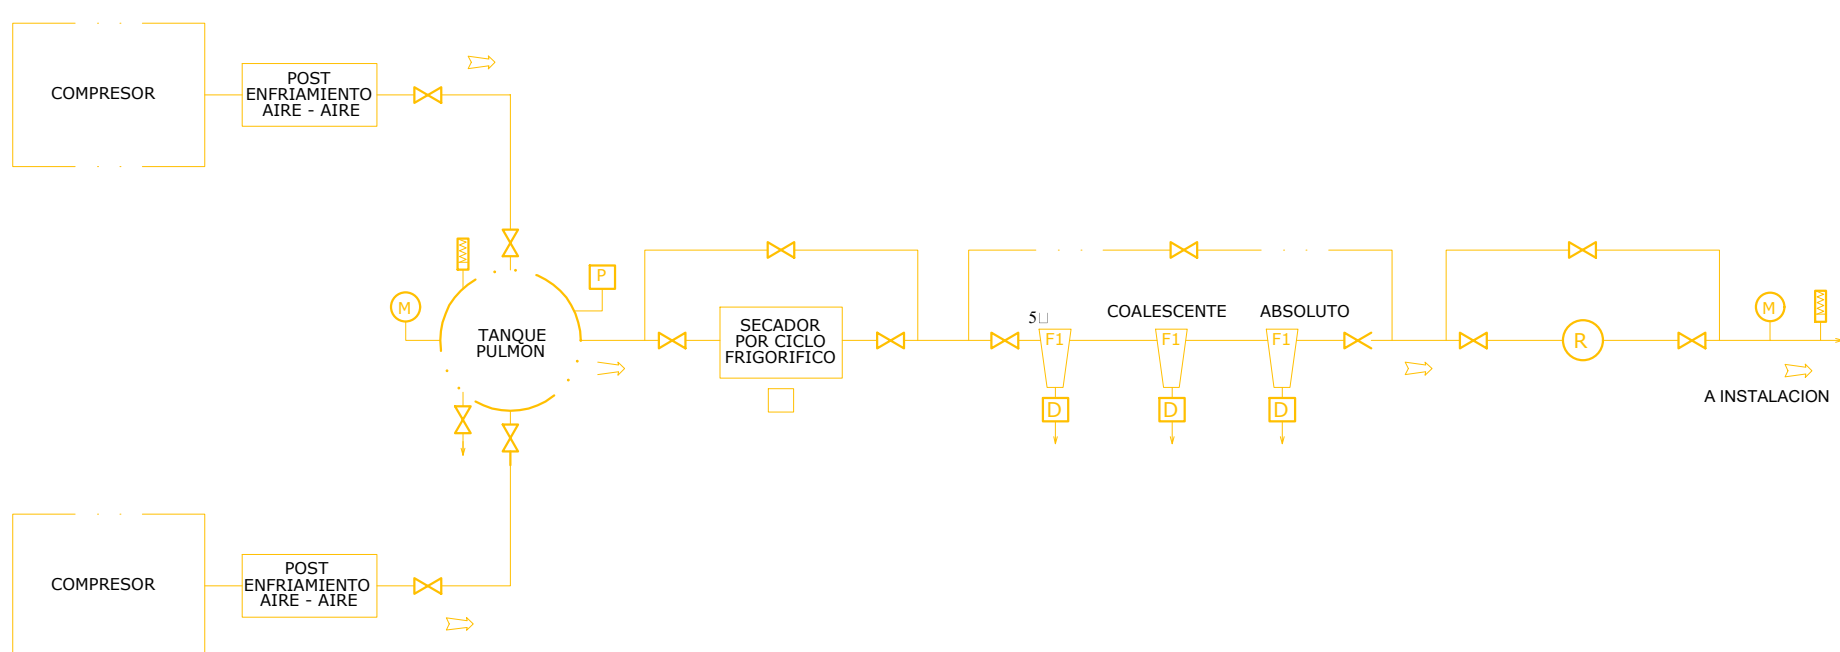 COMPRESOR
POST
ENFRIAMIENTO
AIRE - AIRE
P
M
TANQUE
PULMON
SECADOR
POR CICLO
FRIGORIFICO
5
F1
D
COALESCENTE
F1
D
ABSOLUTO
F1
D
R
M
A INSTALACION
COMPRESOR
POST
ENFRIAMIENTO
AIRE - AIRE